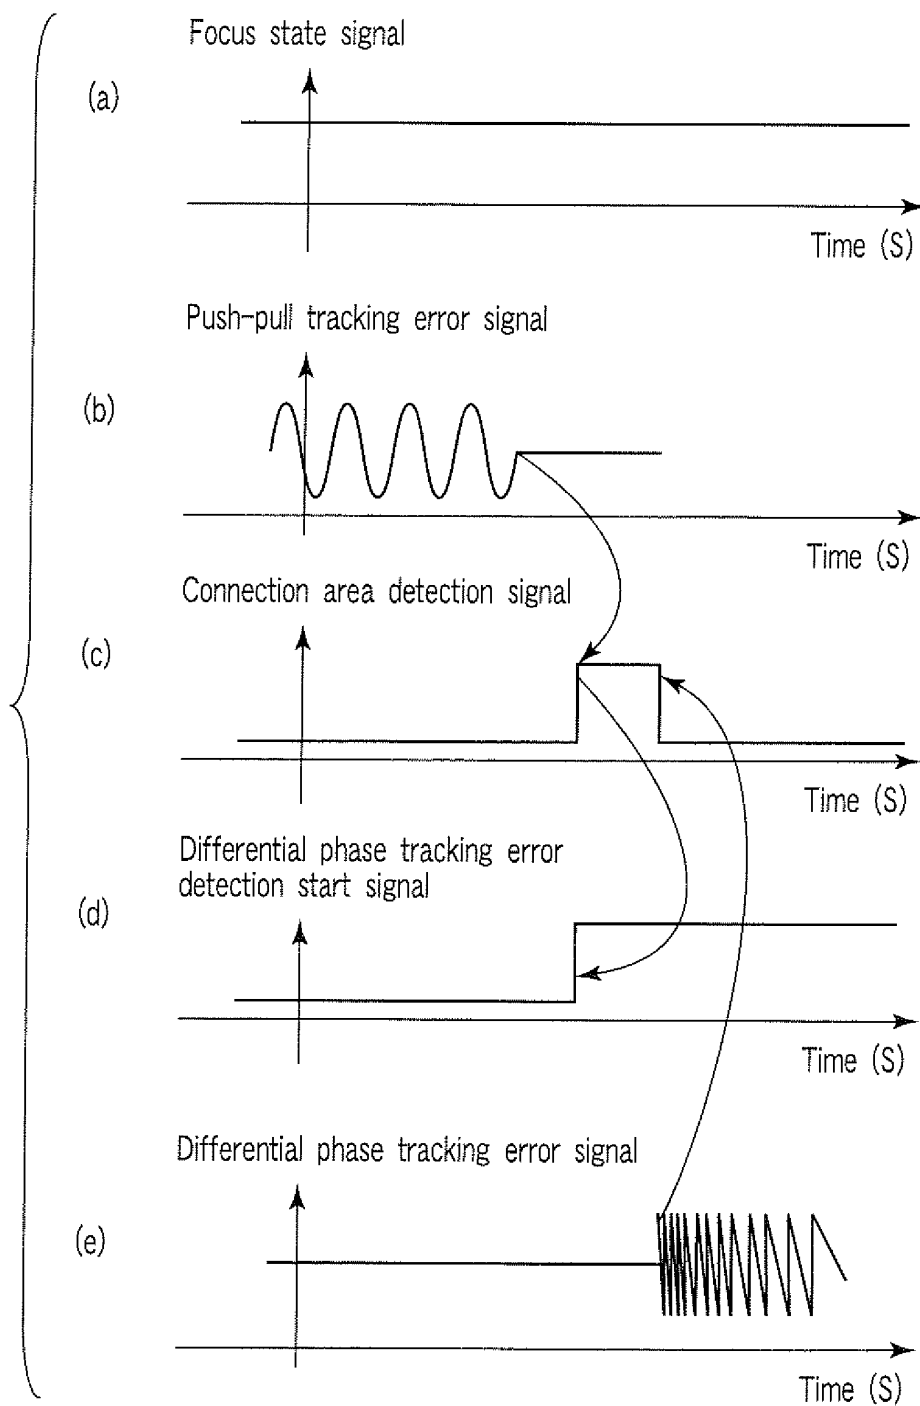 Focus state signal
(a)
Time (S)
Push-pull tracking error signal
(b)
Time (S)
Connection area detection signal
(c)
Time (S)
Differential phase tracking error
detection start signal
(d)
Time (S)
Differential phase tracking error signal
(e)
Time (S)